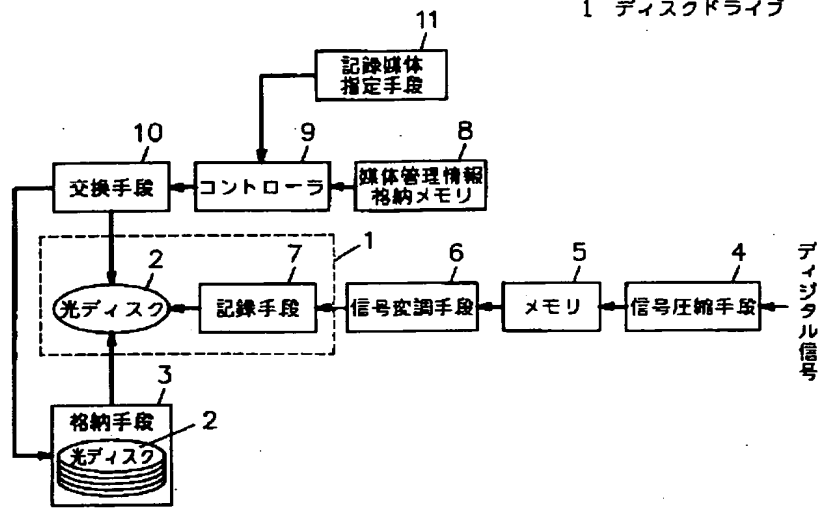 1 ディスクドライブ
11
記録媒体
指定手段
10
9
8
交換手段
コントローラ
媒体管理情報
格納メモリ
1
2
7
6
5
4
光ディスク
記録手段
信号変調手段
メモリ
信号圧縮手段
ディジタル信号
3
格納手段
2
光ディスク